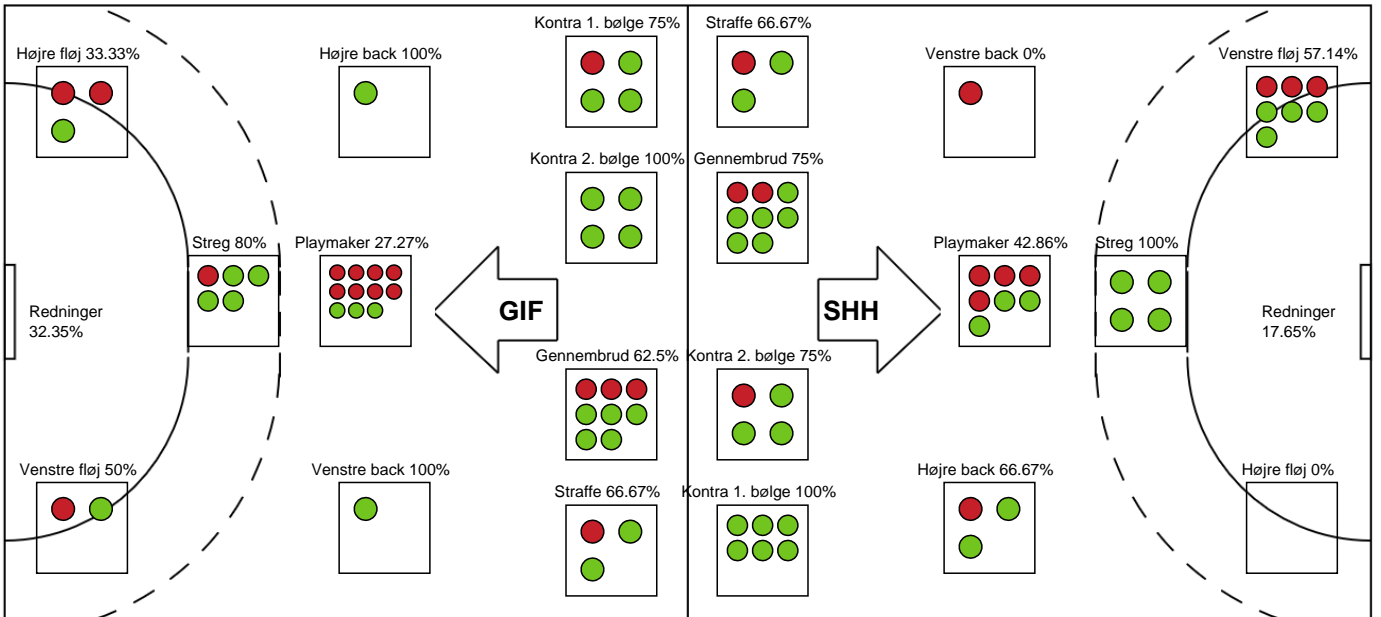 Kontra 1. bølge 75%
Straffe 66.67%
Højre fløj 33.33%
Højre back 100%
Venstre back 0%
Venstre fløj 57.14%
Kontra 2. bølge 100%
Gennembrud 75%
Streg 80%
Playmaker 27.27%
Playmaker 42.86%
Streg 100%
Redninger
32.35%
GIF
SHH
Redninger
17.65%
Gennembrud 62.5%
Kontra 2. bølge 75%
Venstre fløj 50%
Venstre back 100%
Højre back 66.67%
Højre fløj 0%
Straffe 66.67%
Kontra 1. bølge 100%